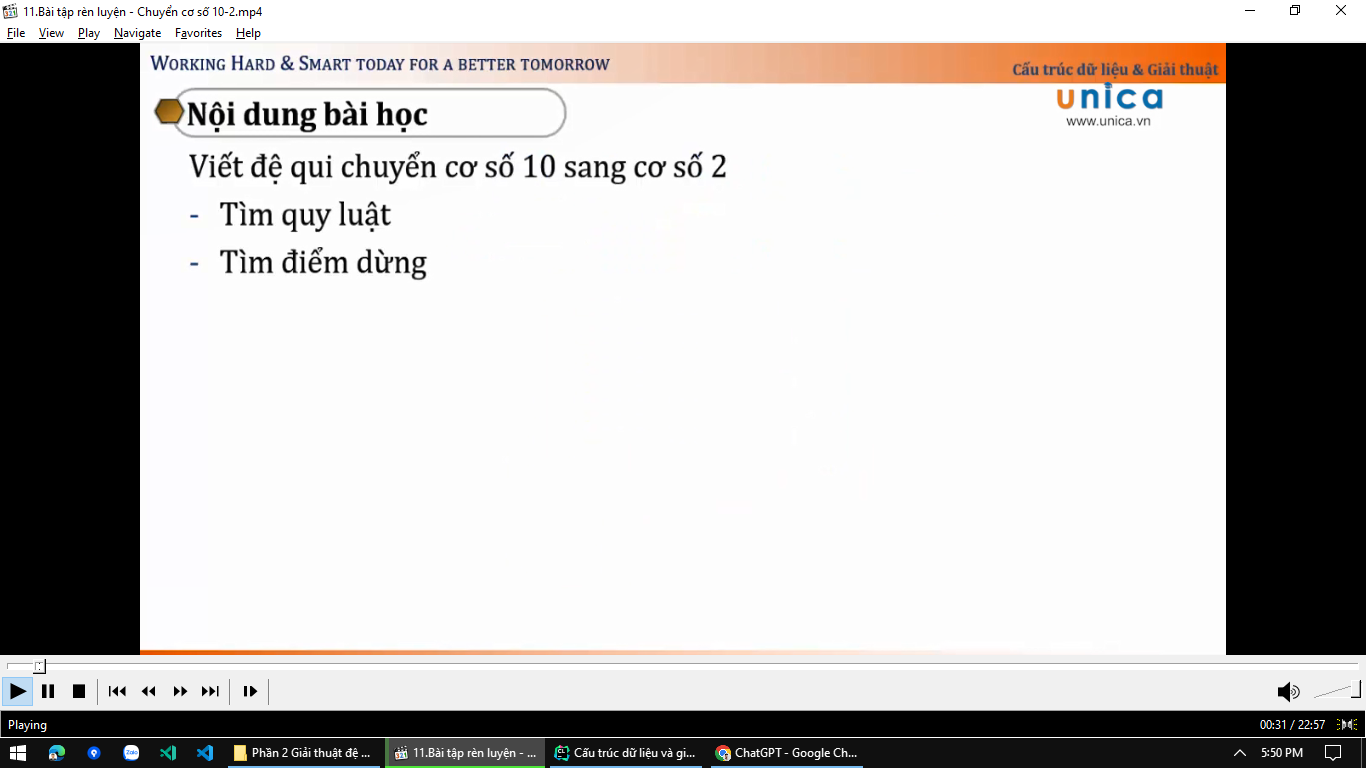 11.Bài tập rèn luyện - Chuyển cơ số 10-2.mp4
File View Play Navigate Favorites Help
WORKING HARD & SMART TODAY FOR A BETTER TOMORROW
Cấu trúc dữ liệu & Giải thuật
unica
www.unica.vn
Nội dung bài học
Viết đệ qui chuyển cơ số 10 sang cơ số 2
- Tìm quy luật
- Tìm điểm dừng
Playing
00:31 / 22:57
Zalo
Phần 2 Giải thuật đệ ...
321
11.Bài tập rèn luyện - ...
CL
Cấu trúc dữ liệu và gi...
ChatGPT - Google Ch...
5:50 PM